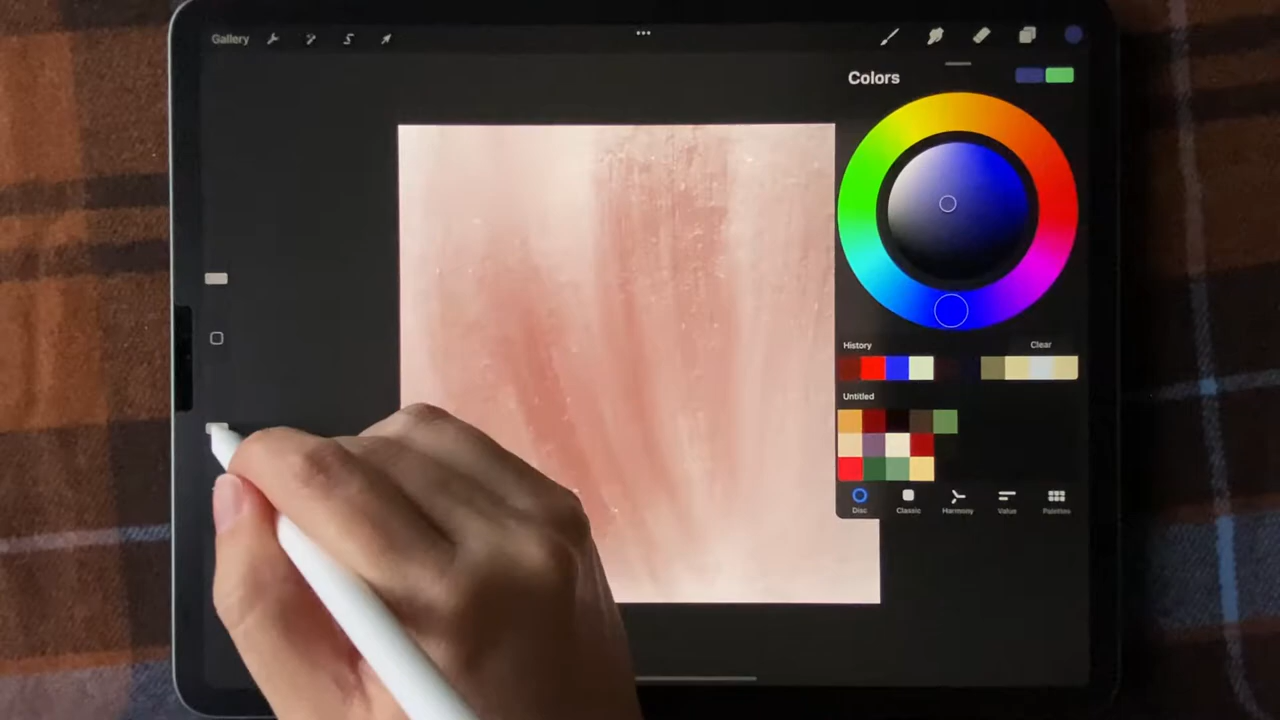 Gallery
Colors
History Clear
Untitled
Disc Classic Harmony Value Palettes